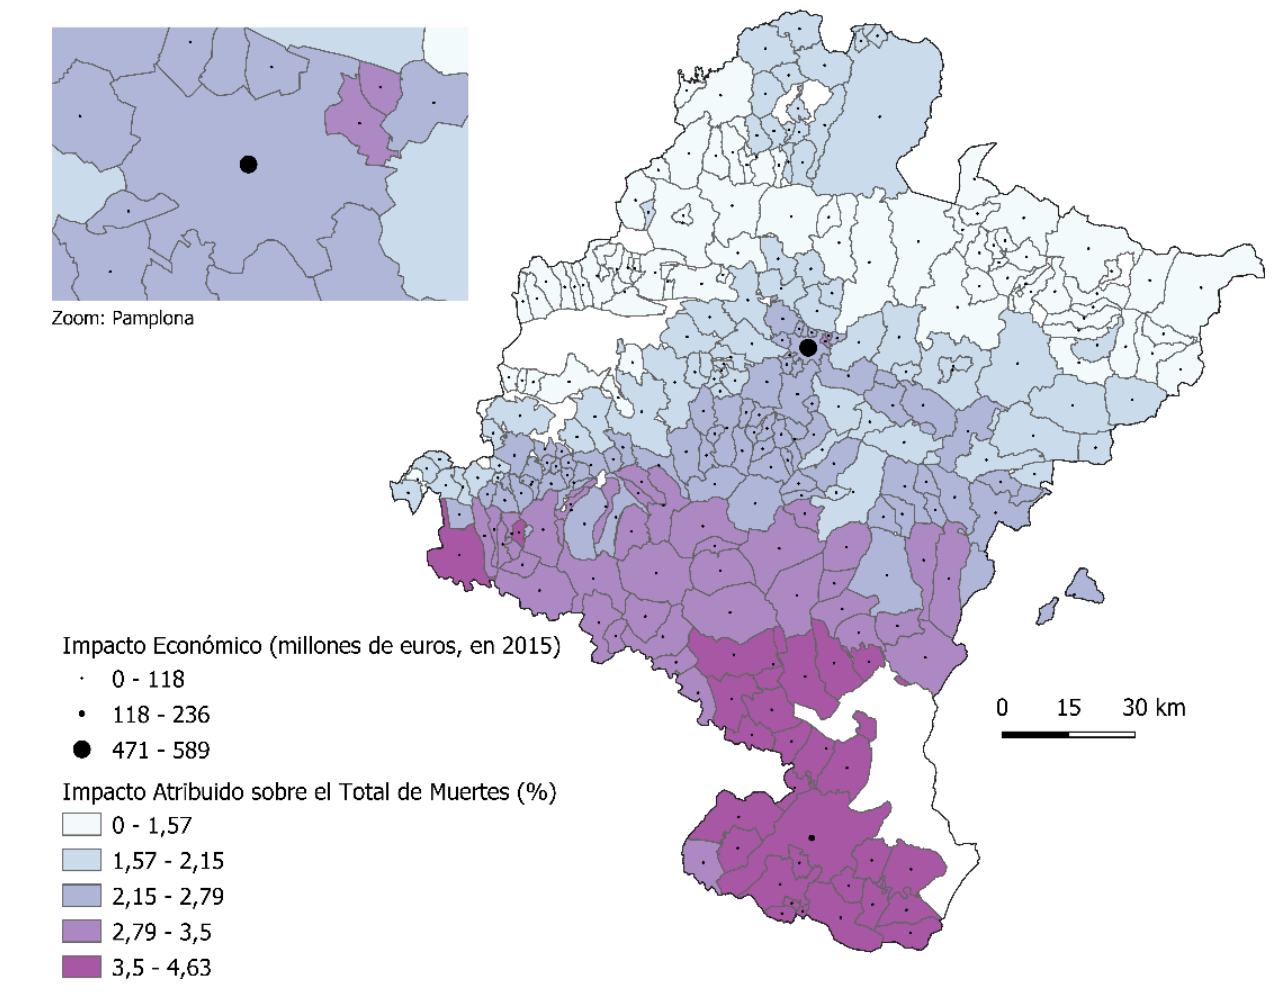 Zoom: Pamplona
Impacto Económico (millones de euros, en 2015)
0 - 118
118 - 236
471 - 589
0 15 30 km
Impacto Atribuido sobre el Total de Muertes (%)
0 - 1,57
1,57 - 2,15
2,15 - 2,79
2,79 - 3,5
3,5 - 4,63